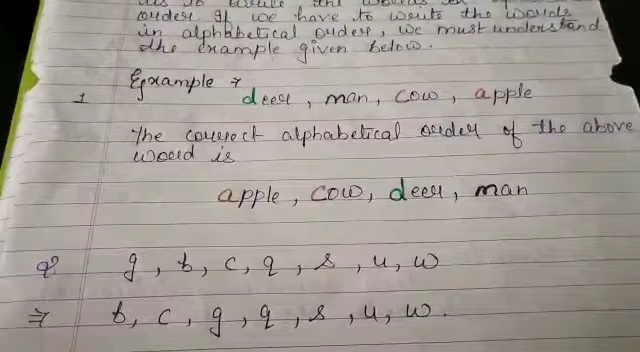 order If we have to write the words
in alphabetical order, we must understand
the example given below.
Example →
1 deer, man, cow, apple
The correct alphabetical order of the above
word is
apple, cow, deer, man
Q. g, b, c, q, s, u, w
⇒ b, c, g, q, s, u, w.